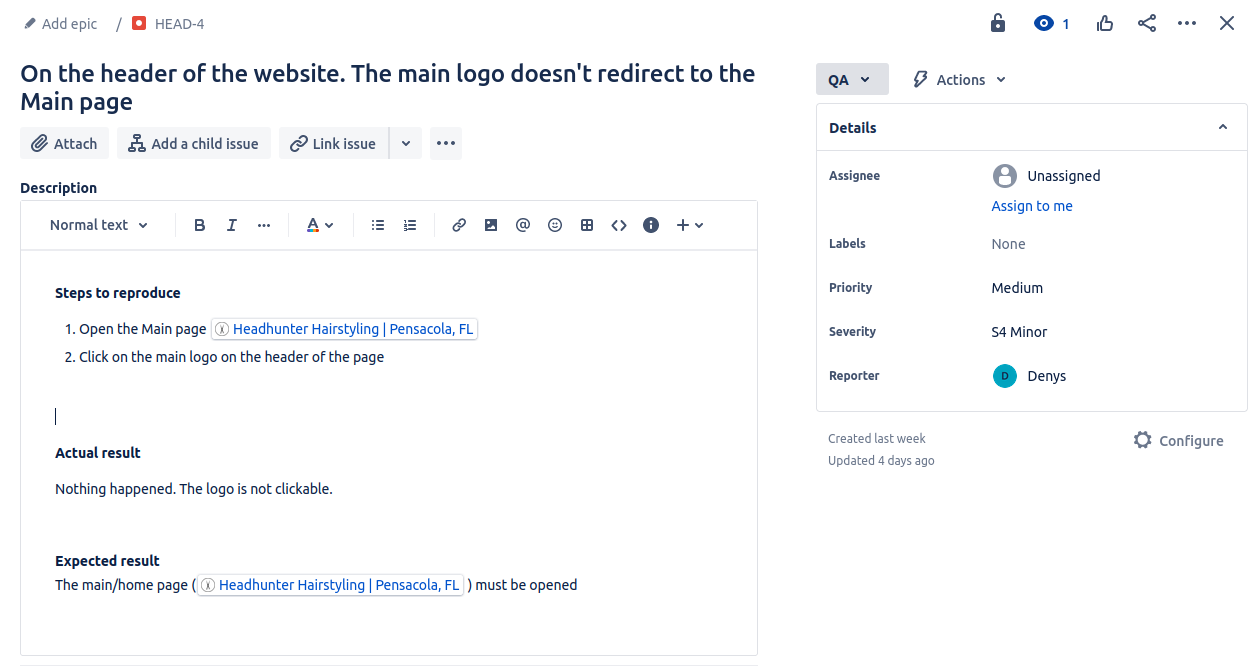 Add epic / HEAD-4
1
On the header of the website. The main logo doesn't redirect to the
Main page
Attach Add a child issue Link issue
Description
Normal text B I A @
Steps to reproduce
1. Open the Main page Headhunter Hairstyling | Pensacola, FL
2. Click on the main logo on the header of the page
Actual result
Nothing happened. The logo is not clickable.
Expected result
The main/home page ( Headhunter Hairstyling | Pensacola, FL ) must be opened
QA Actions
Details
Assignee Unassigned
Assign to me
Labels None
Priority Medium
Severity S4 Minor
Reporter D Denys
Created last week
Updated 4 days ago
Configure